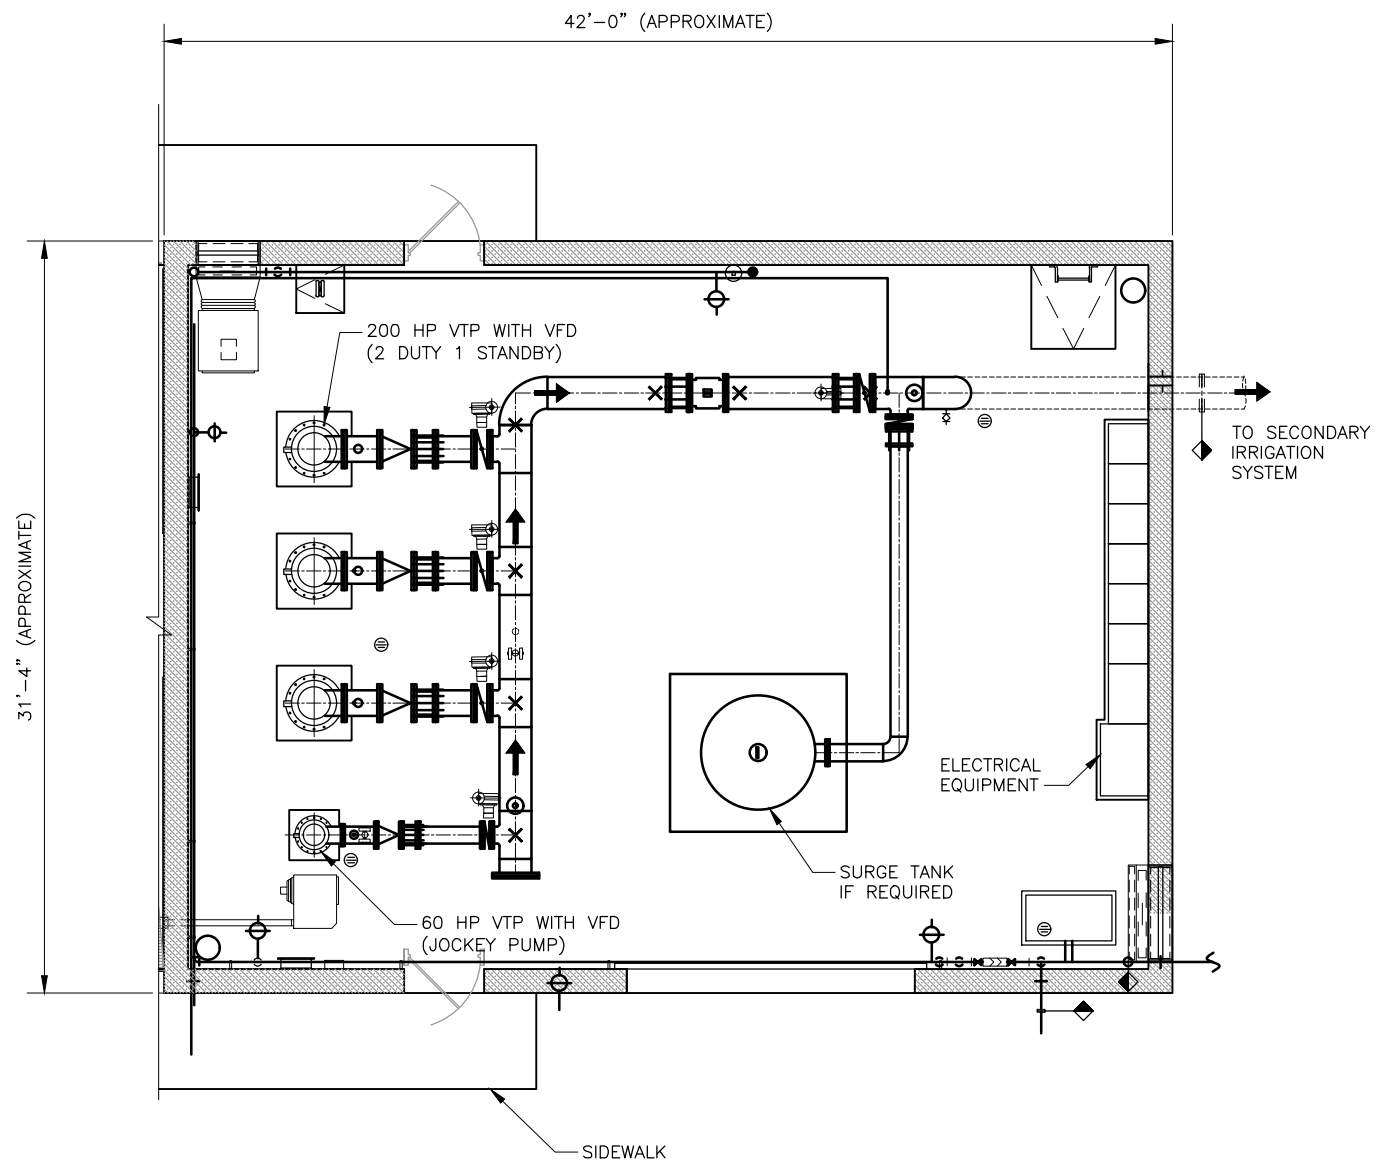 42'-0" (APPROXIMATE)
200 HP VTP WITH VFD
(2 DUTY 1 STANDBY)
TO SECONDARY
IRRIGATION
SYSTEM
31'-4" (APPROXIMATE)
ELECTRICAL
EQUIPMENT
SURGE TANK
IF REQUIRED
60 HP VTP WITH VFD
(JOCKEY PUMP)
SIDEWALK